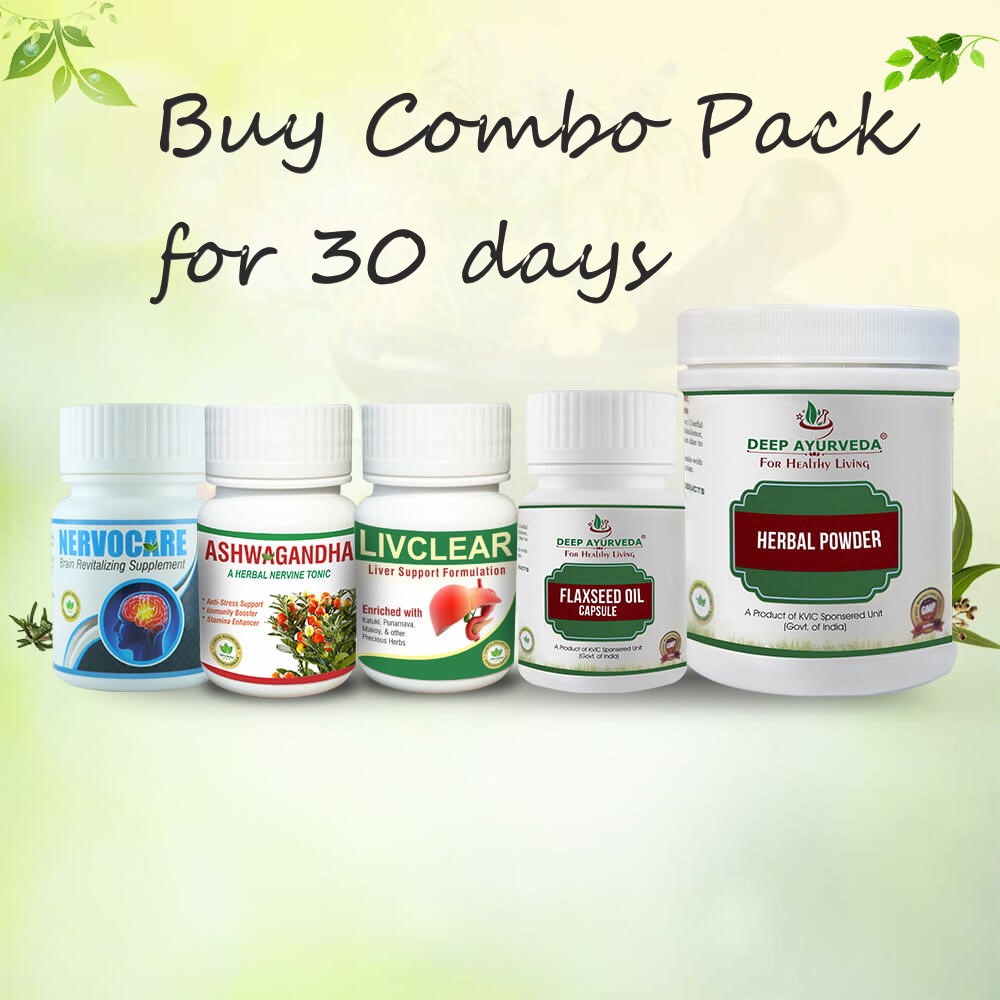 Buy Combo Pack
for 30 days
NERVOCARE
Brain Revitalizing Supplement
ASHWAGANDHA
A HERBAL NERVINE TONIC
* Anti-Stress Support
* Immunity Booster
* Stamina Enhancer
LIVCLEAR
Liver Support Formulation
Enriched with
Katuki, Punarnava,
Makoy, & other
Precious Herbs
DEEP AYURVEDA®
FOR HEALTHY LIVING
FLAXSEED OIL
CAPSULE
A Product of KVIC Sponsered Unit
(Govt. of India)
DEEP AYURVEDA®
FOR HEALTHY LIVING
HERBAL POWDER
A Product of KVIC Sponsered Unit
(Govt. of India)
GMP